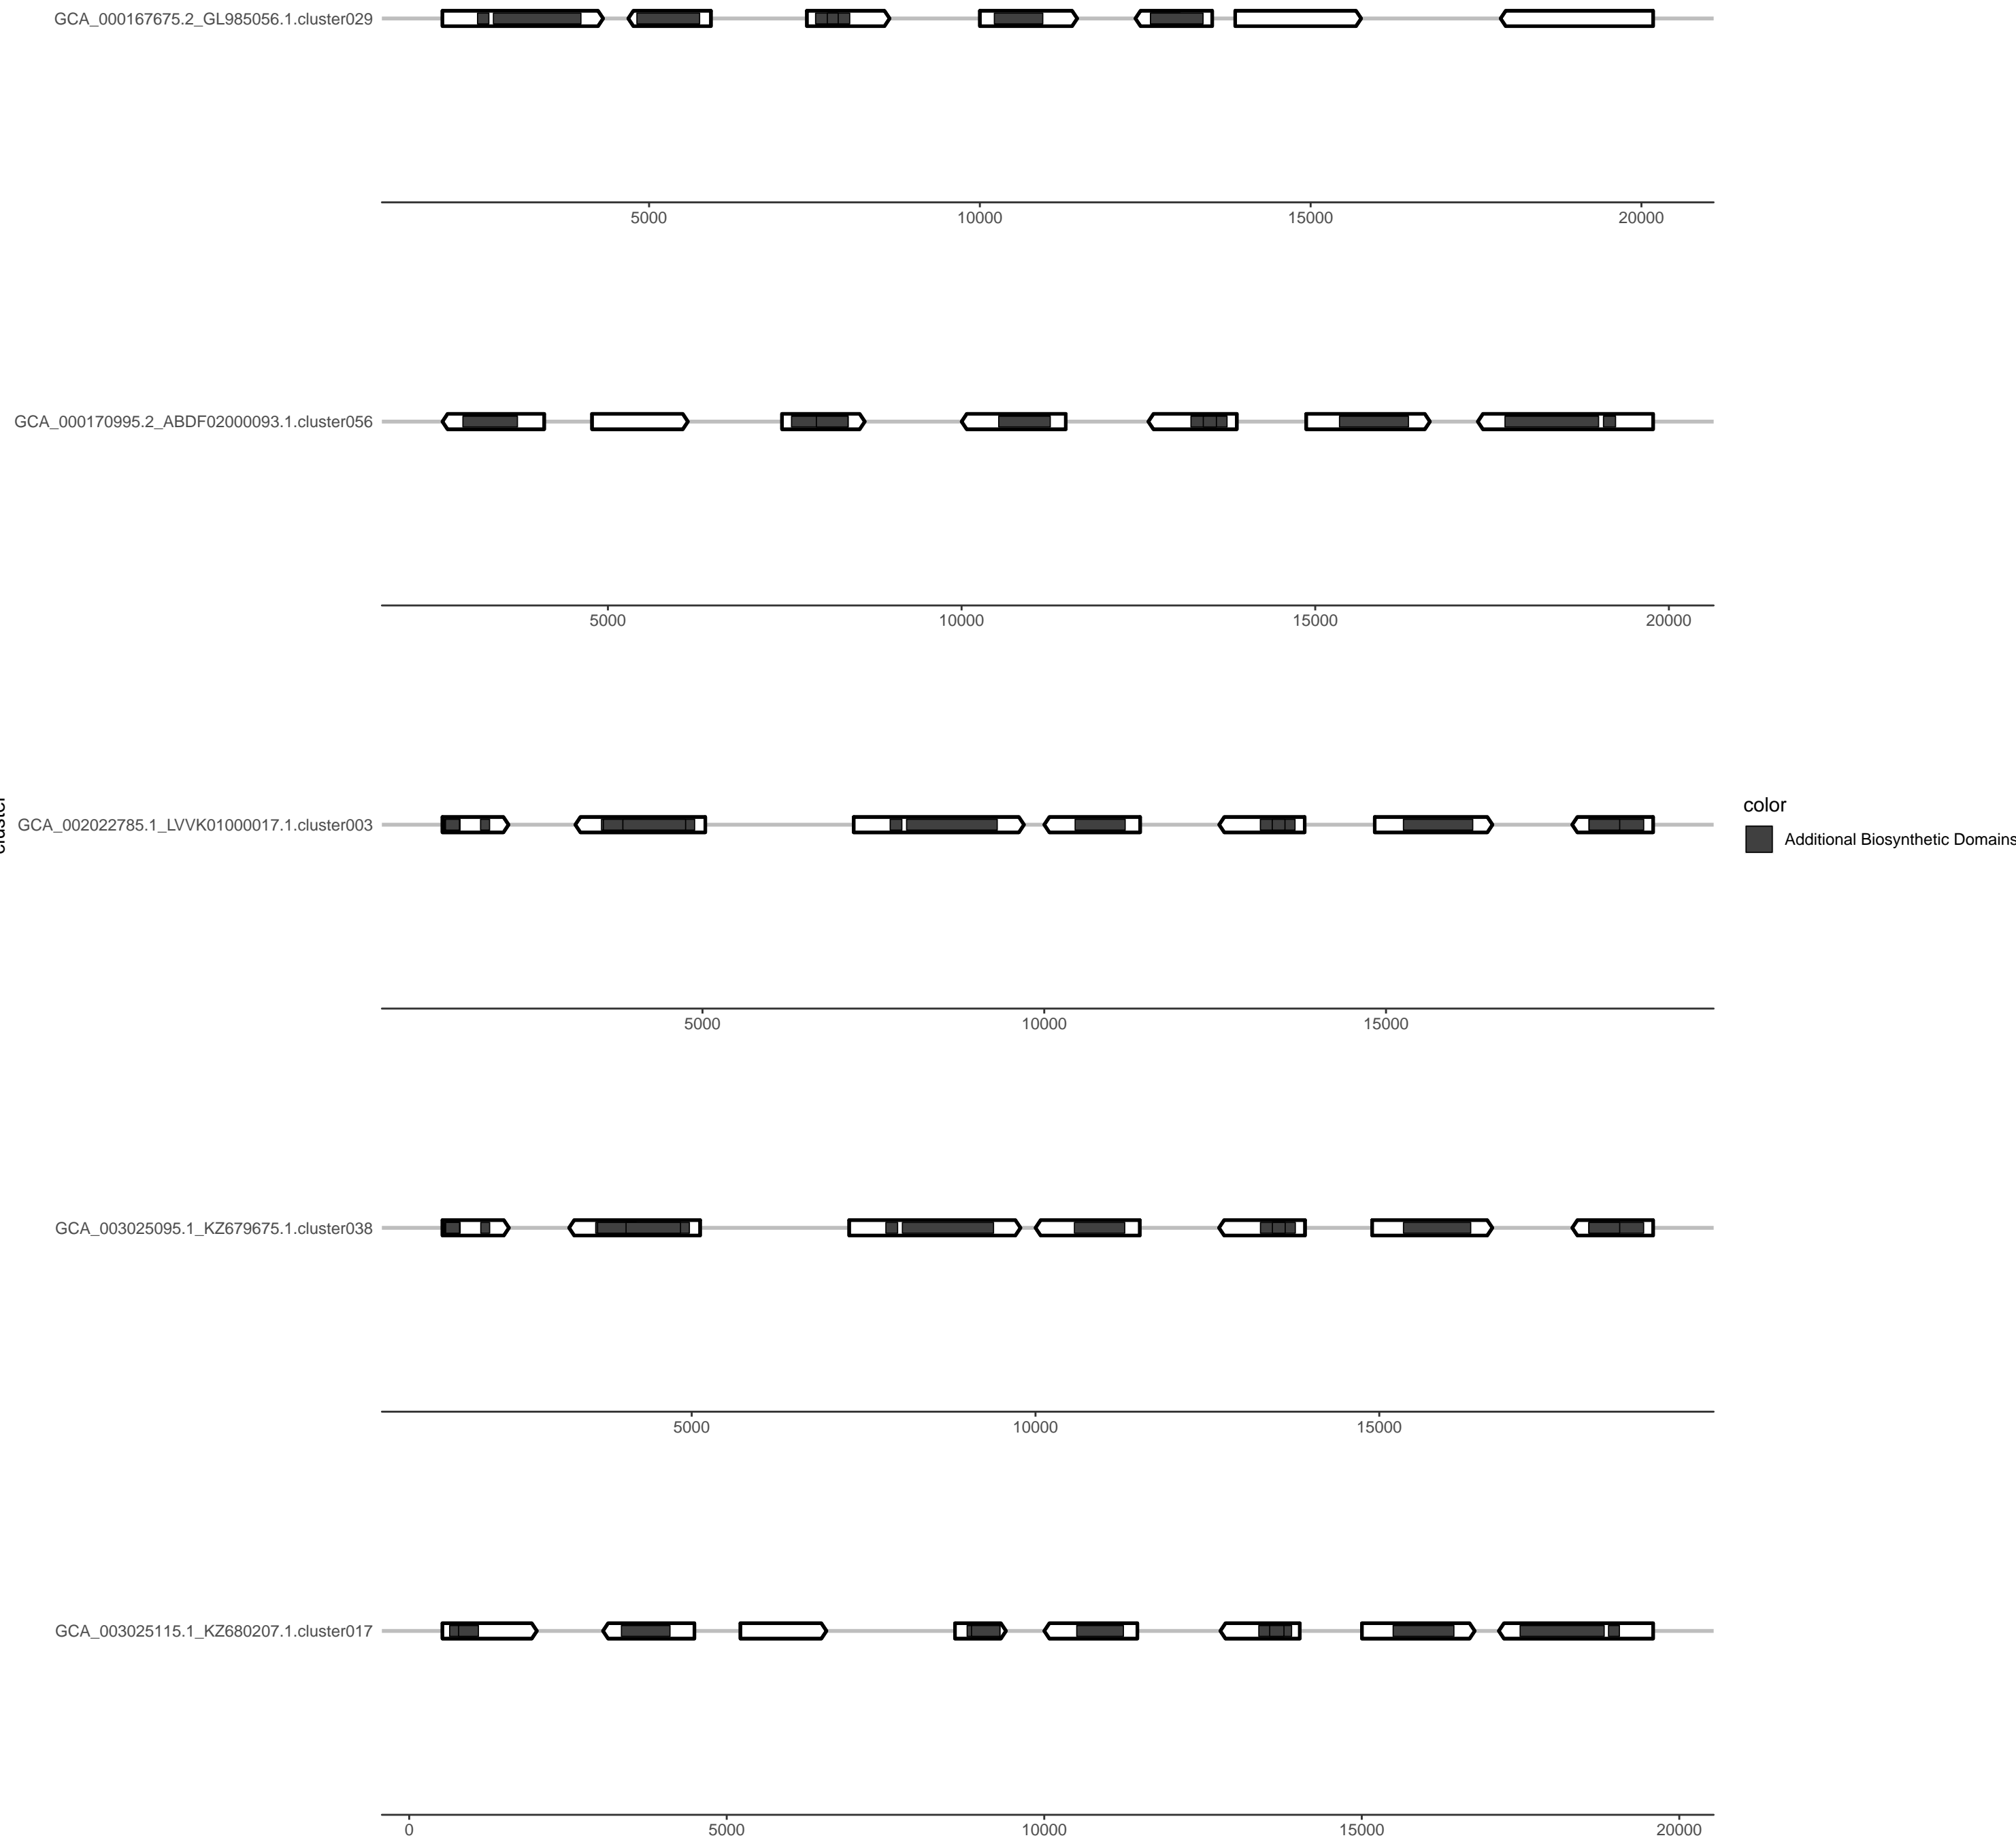 GCA_000167675.2_GL985056.1.cluster029
5000 10000 15000 20000
GCA_000170995.2_ABDF02000093.1.cluster056
5000 10000 15000 20000
cluster
GCA_002022785.1_LVVK01000017.1.cluster003
color
Additional Biosynthetic Domains
5000 10000 15000
GCA_003025095.1_KZ679675.1.cluster038
5000 10000 15000
GCA_003025115.1_KZ680207.1.cluster017
0 5000 10000 15000 20000